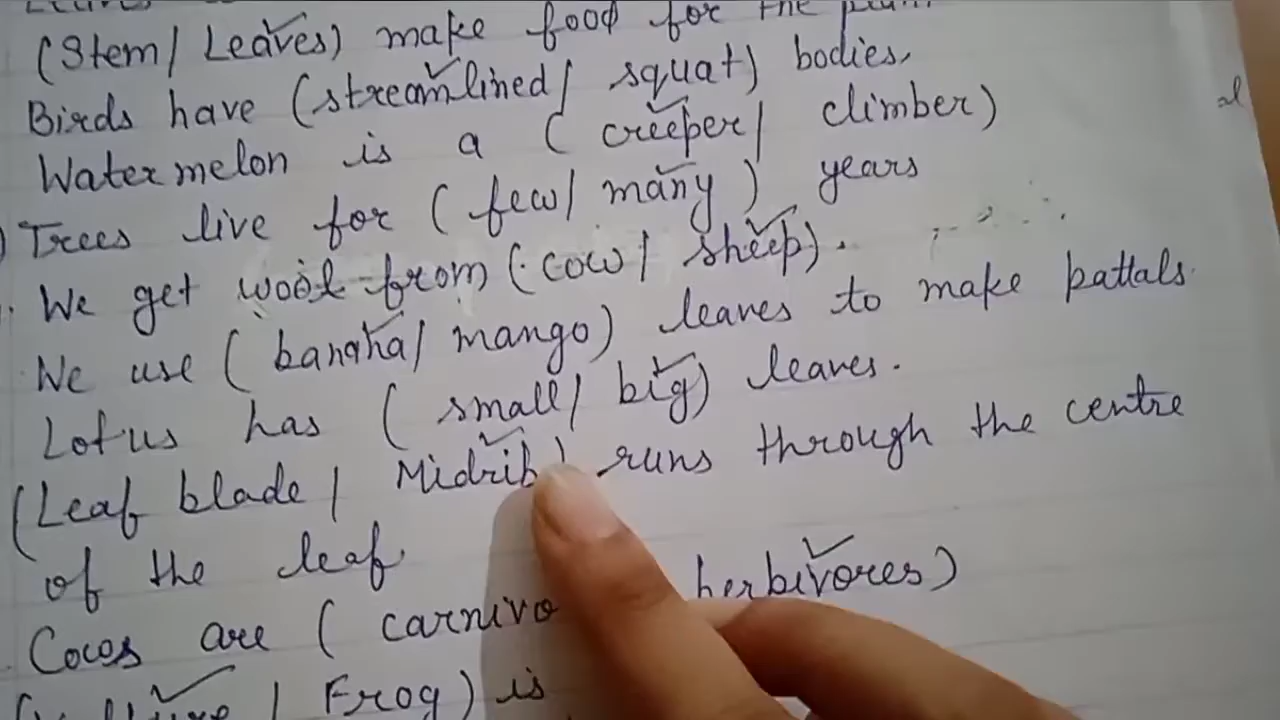 (Stem/ Leaves) make food for the plant
Birds have (streamlined/ squat) bodies,
Watermelon is a ( creeper/ climber)
) Trees live for ( few/ many ) years
We get wool from ( cow/ sheep).
We use ( banana/ mango) leaves to make pattals
Lotus has ( small/ big) leaves.
(Leaf blade / Midrib) runs through the centre
of the leaf
Cows are ( carnivo herbivores)
/ Frog ) is